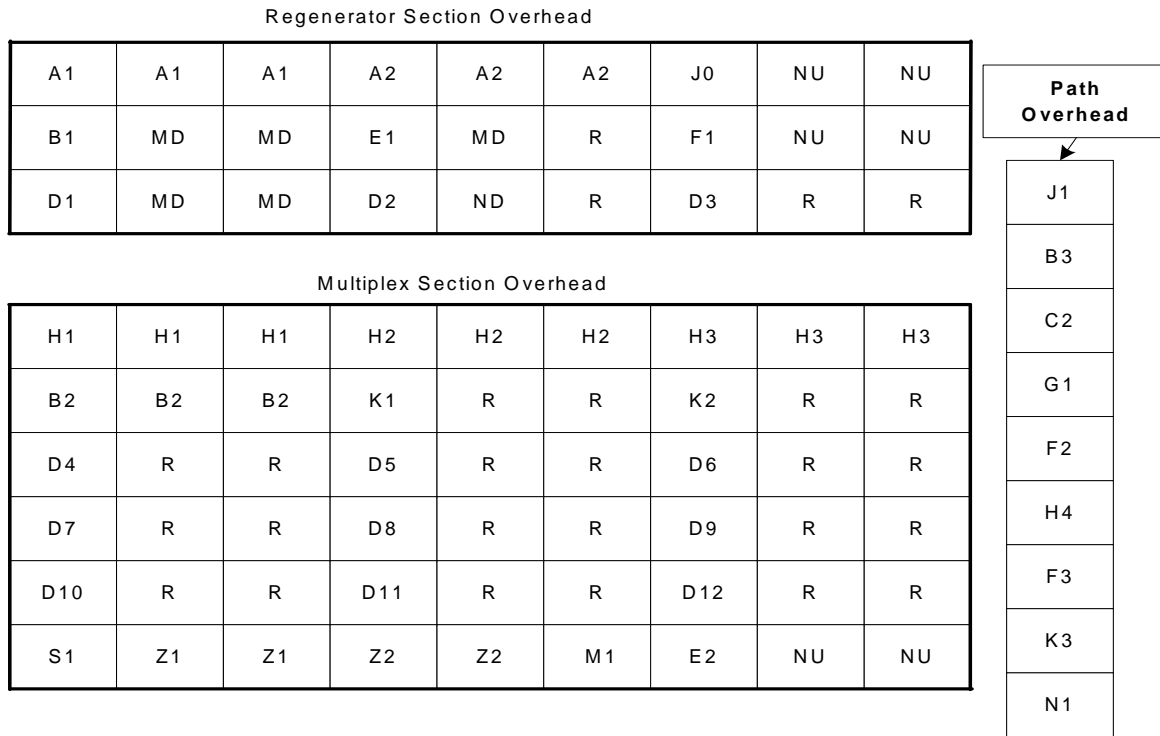 Regenerator Section Overhead
A1 A1 A1 A2 A2 A2 J0 NU NU
B1 MD MD E1 MD R F1 NU NU
D1 MD MD D2 ND R D3 R R
Multiplex Section Overhead
H1 H1 H1 H2 H2 H2 H3 H3 H3
B2 B2 B2 K1 R R K2 R R
D4 R R D5 R R D6 R R
D7 R R D8 R R D9 R R
D10 R R D11 R R D12 R R
S1 Z1 Z1 Z2 Z2 M1 E2 NU NU
Path
Overhead
J1
B3
C2
G1
F2
H4
F3
K3
N1